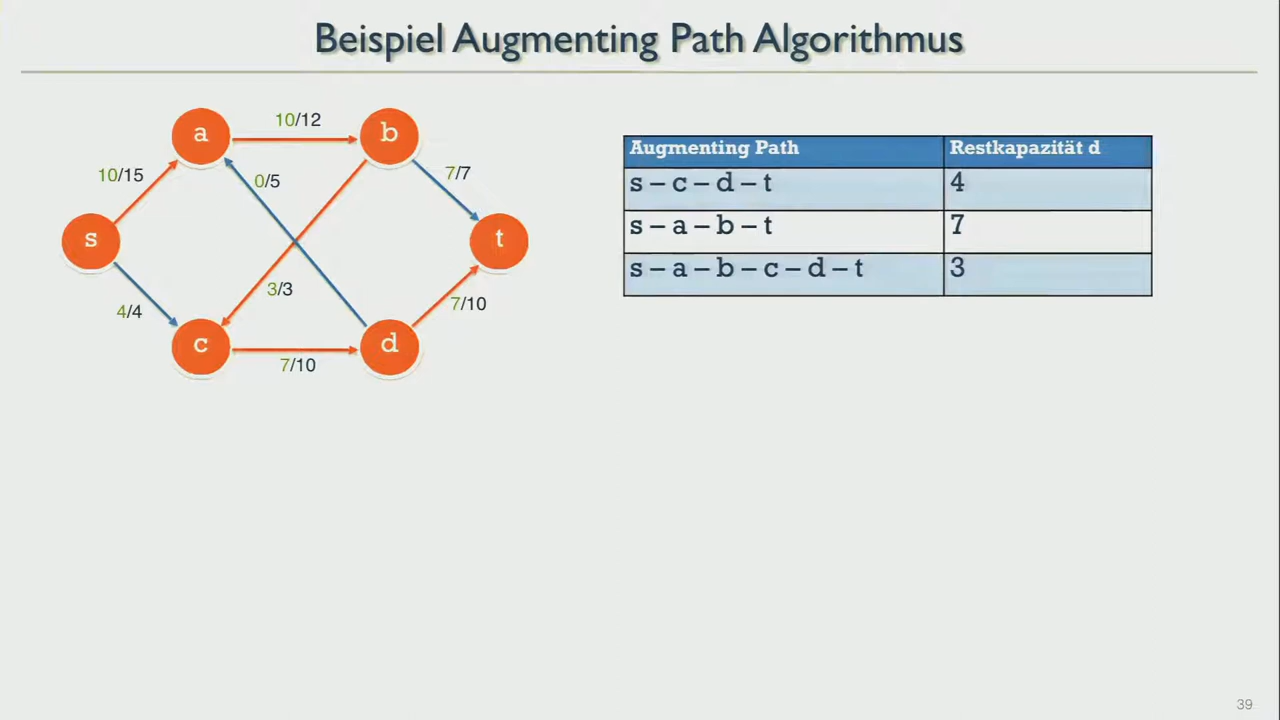 Beispiel Augmenting Path Algorithmus
10/12
a
b
10/15
0/5
7/7
s
t
3/3
4/4
7/10
c
d
7/10
Augmenting Path Restkapazität d
s – c – d – t 4
s – a – b – t 7
s – a – b – c – d – t 3
39